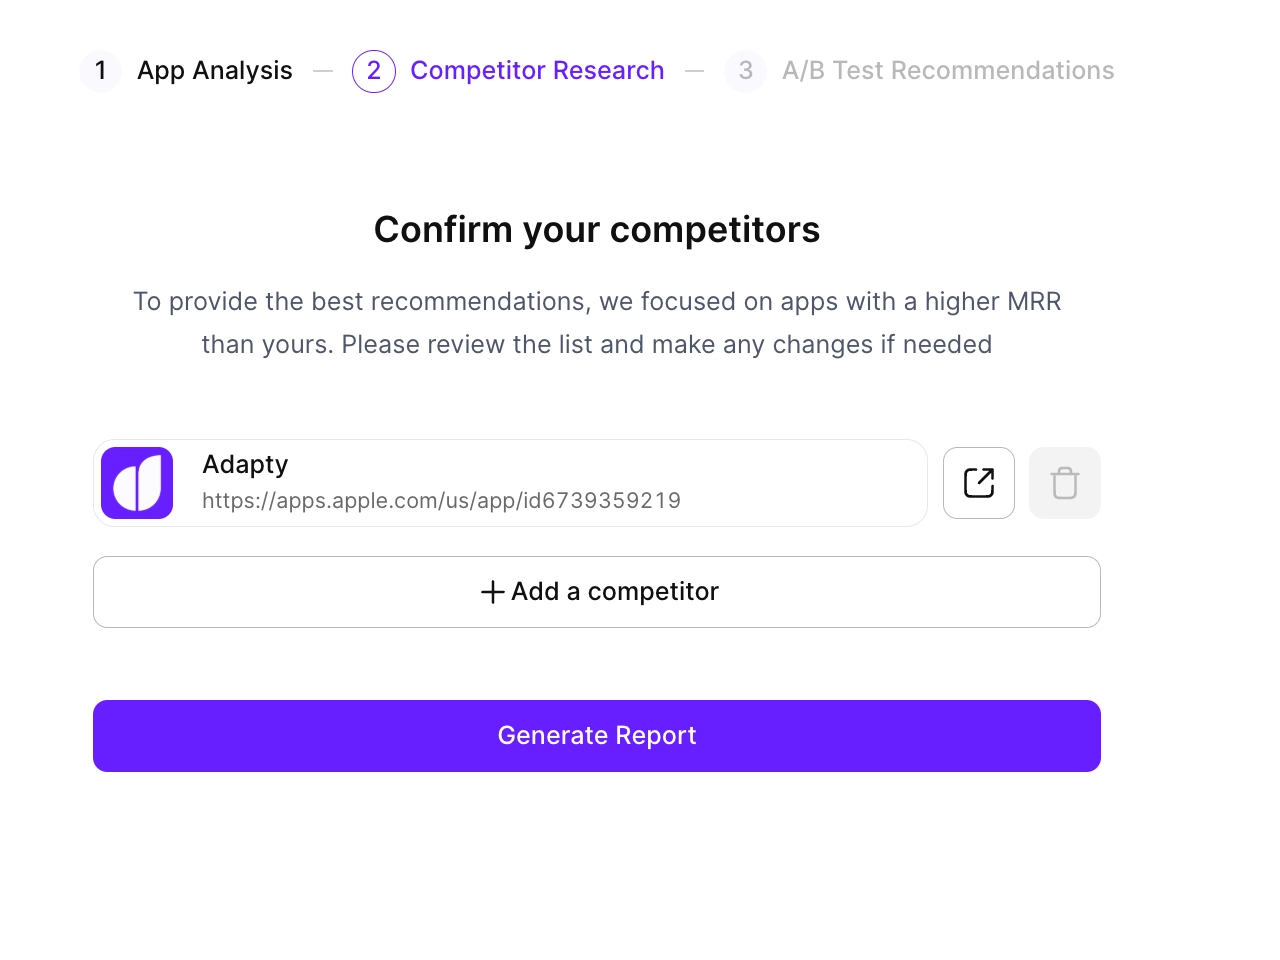 1 App Analysis — 2 Competitor Research — 3 A/B Test Recommendations
Confirm your competitors
To provide the best recommendations, we focused on apps with a higher MRR
than yours. Please review the list and make any changes if needed
Adapty
https://apps.apple.com/us/app/id6739359219
Add a competitor
Generate Report